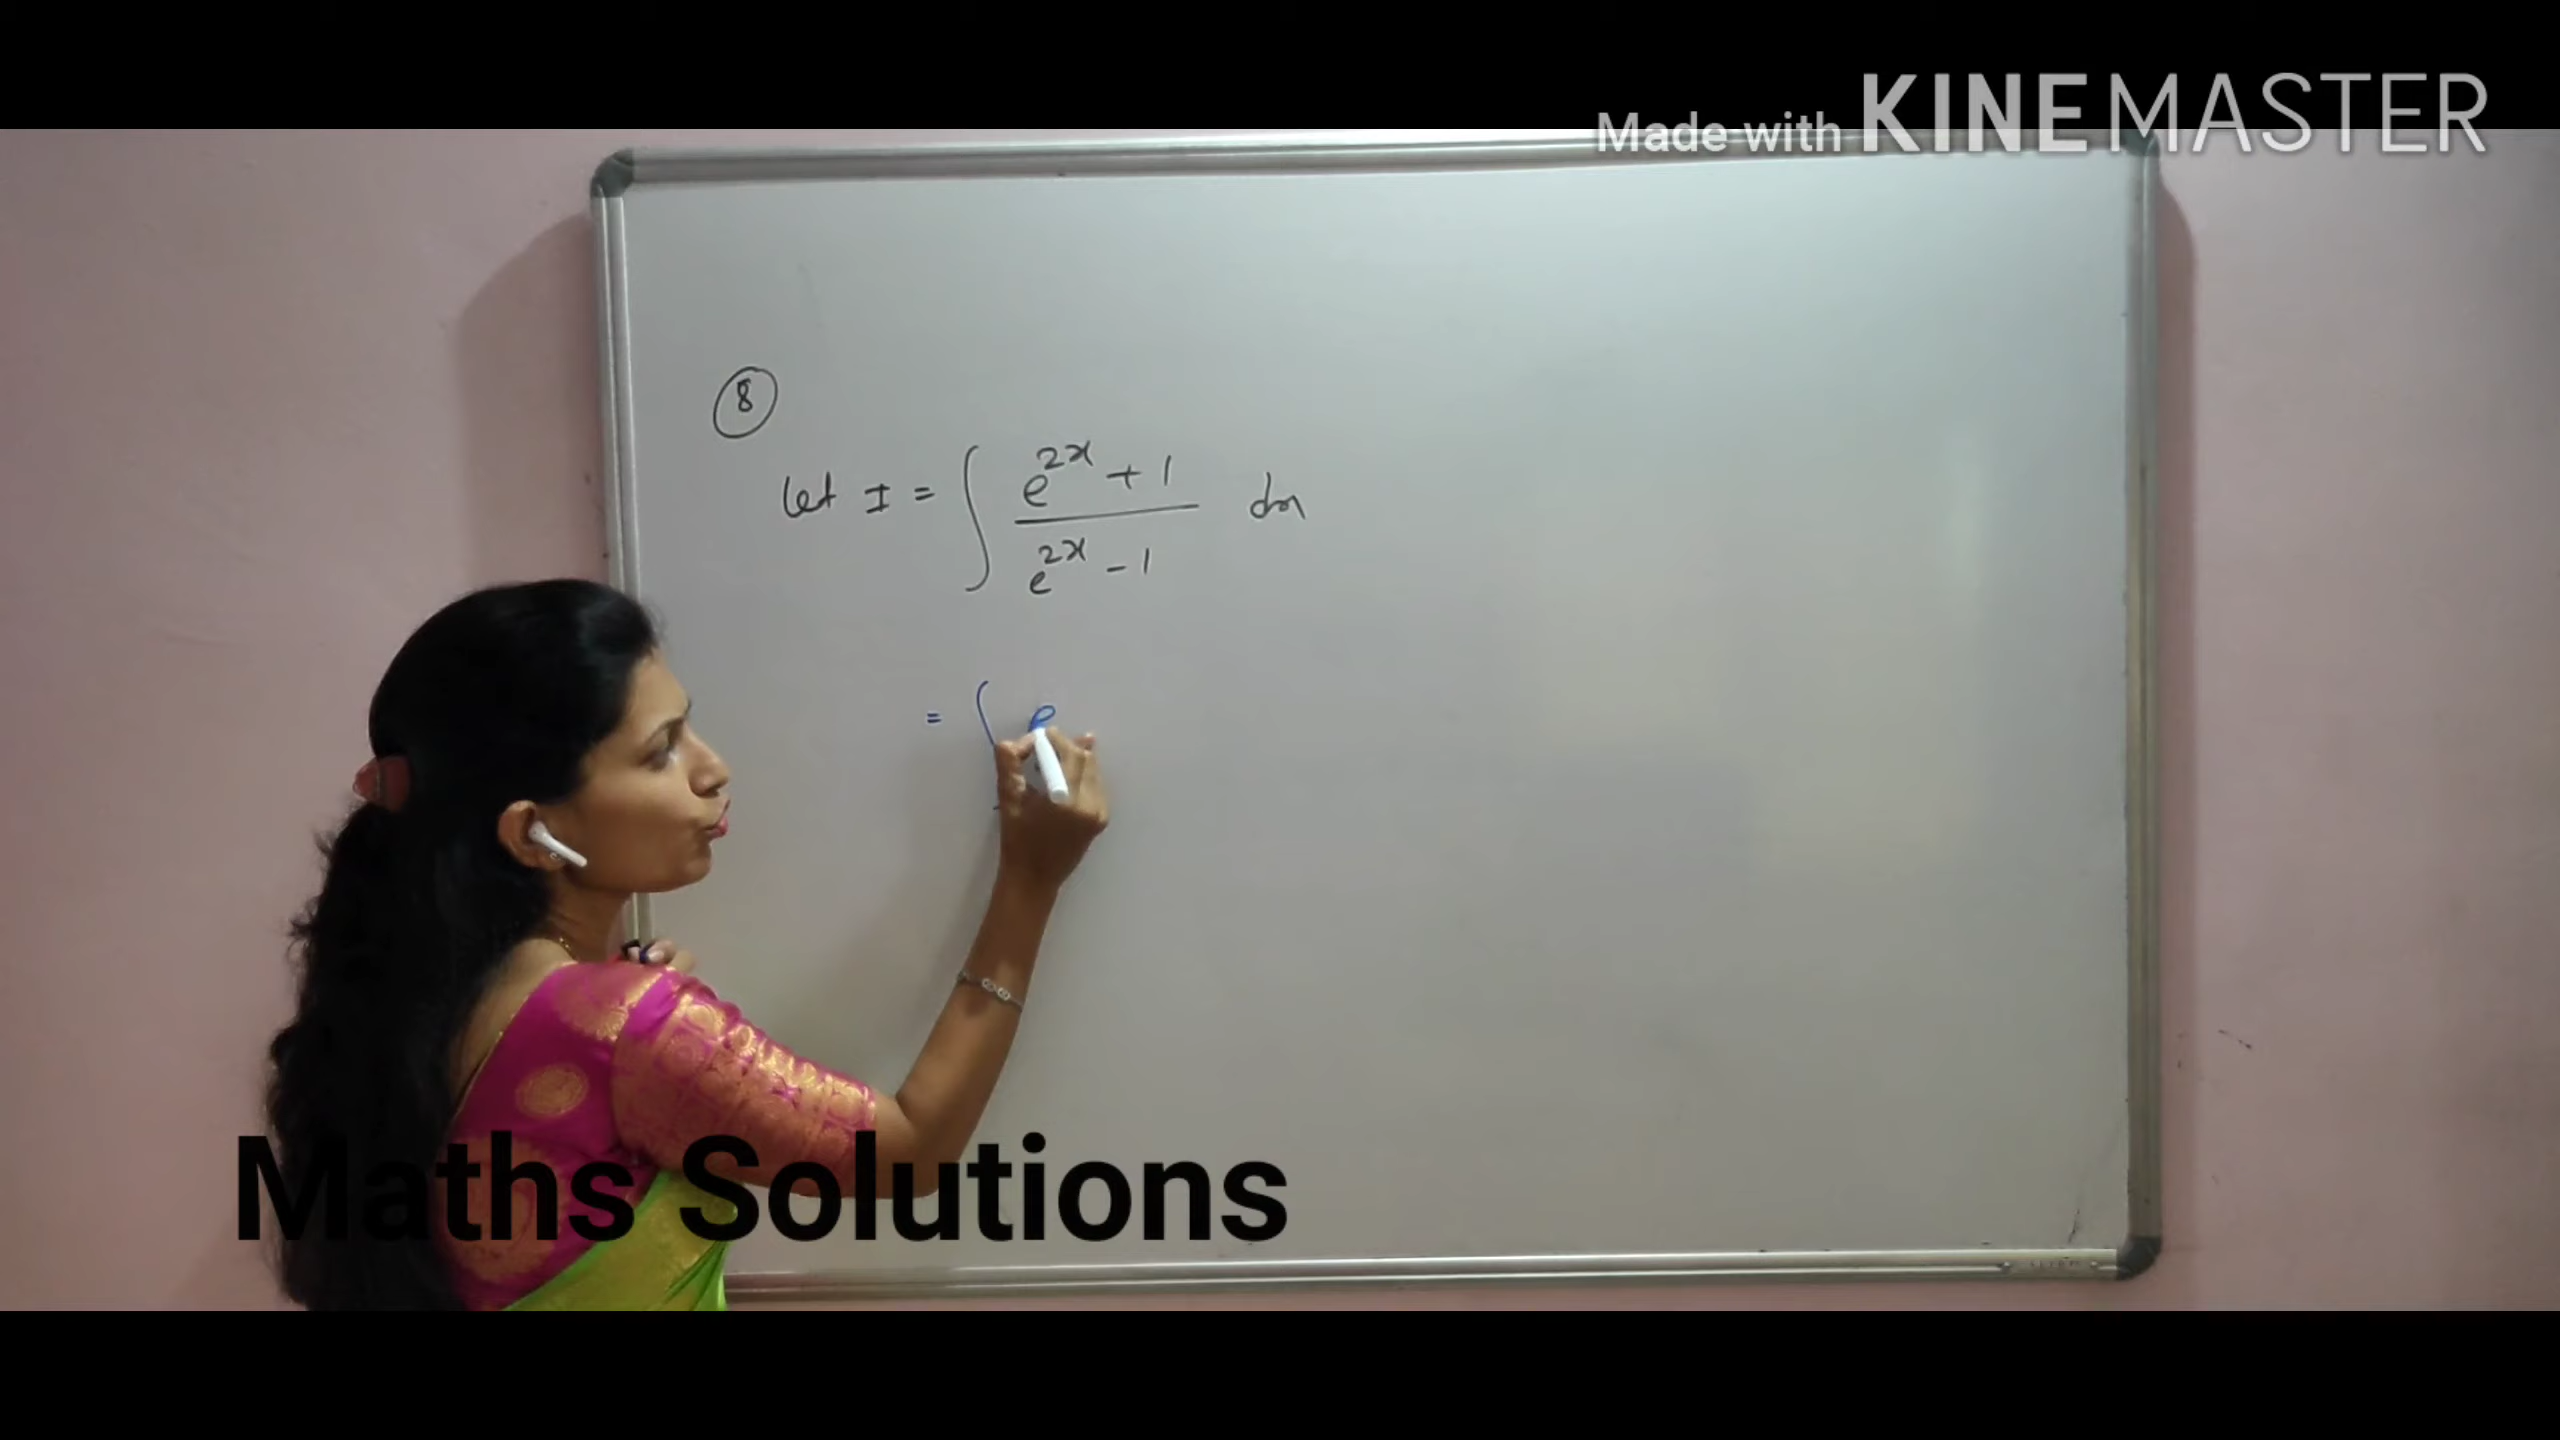 Made with KINEMASTER
8
Let I = ∫ (e^{2x} + 1) / (e^{2x} - 1) dx
= ∫ e
Maths Solutions